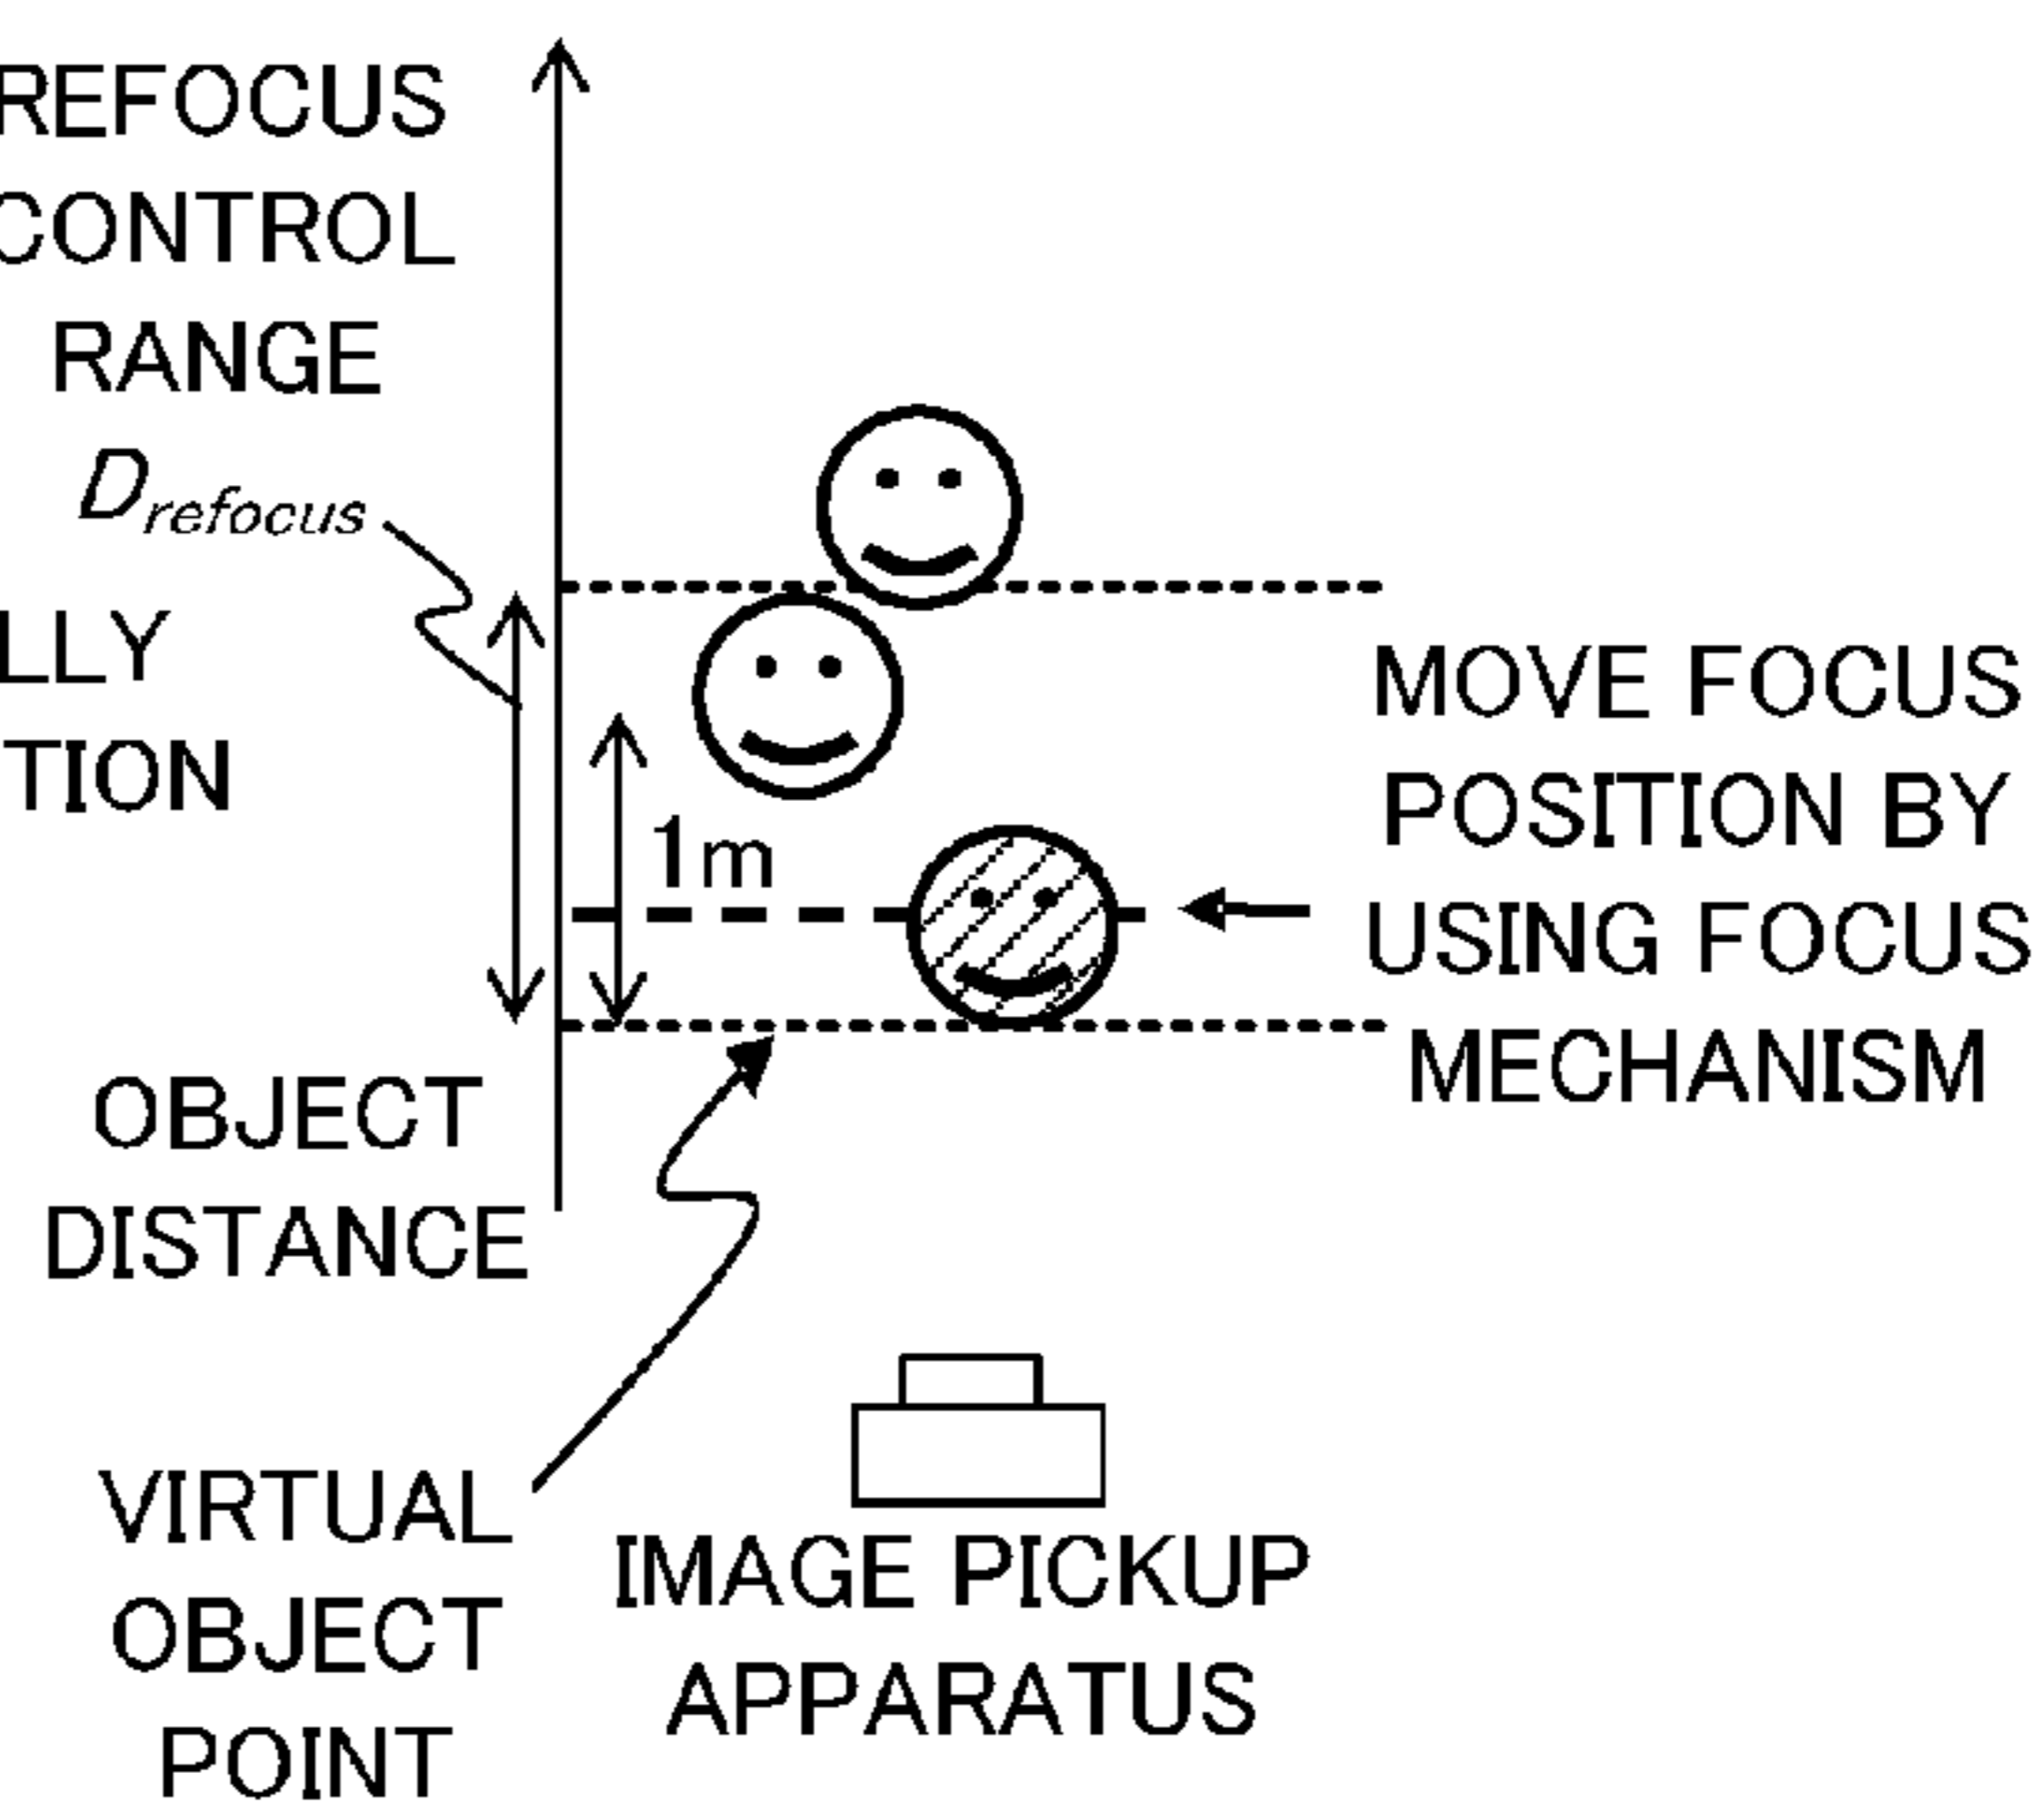 REFOCUS
CONTROL
RANGE
Drefocus
LLY
TION
1m
MOVE FOCUS
POSITION BY
USING FOCUS
MECHANISM
OBJECT
DISTANCE
VIRTUAL
OBJECT
POINT
IMAGE PICKUP
APPARATUS